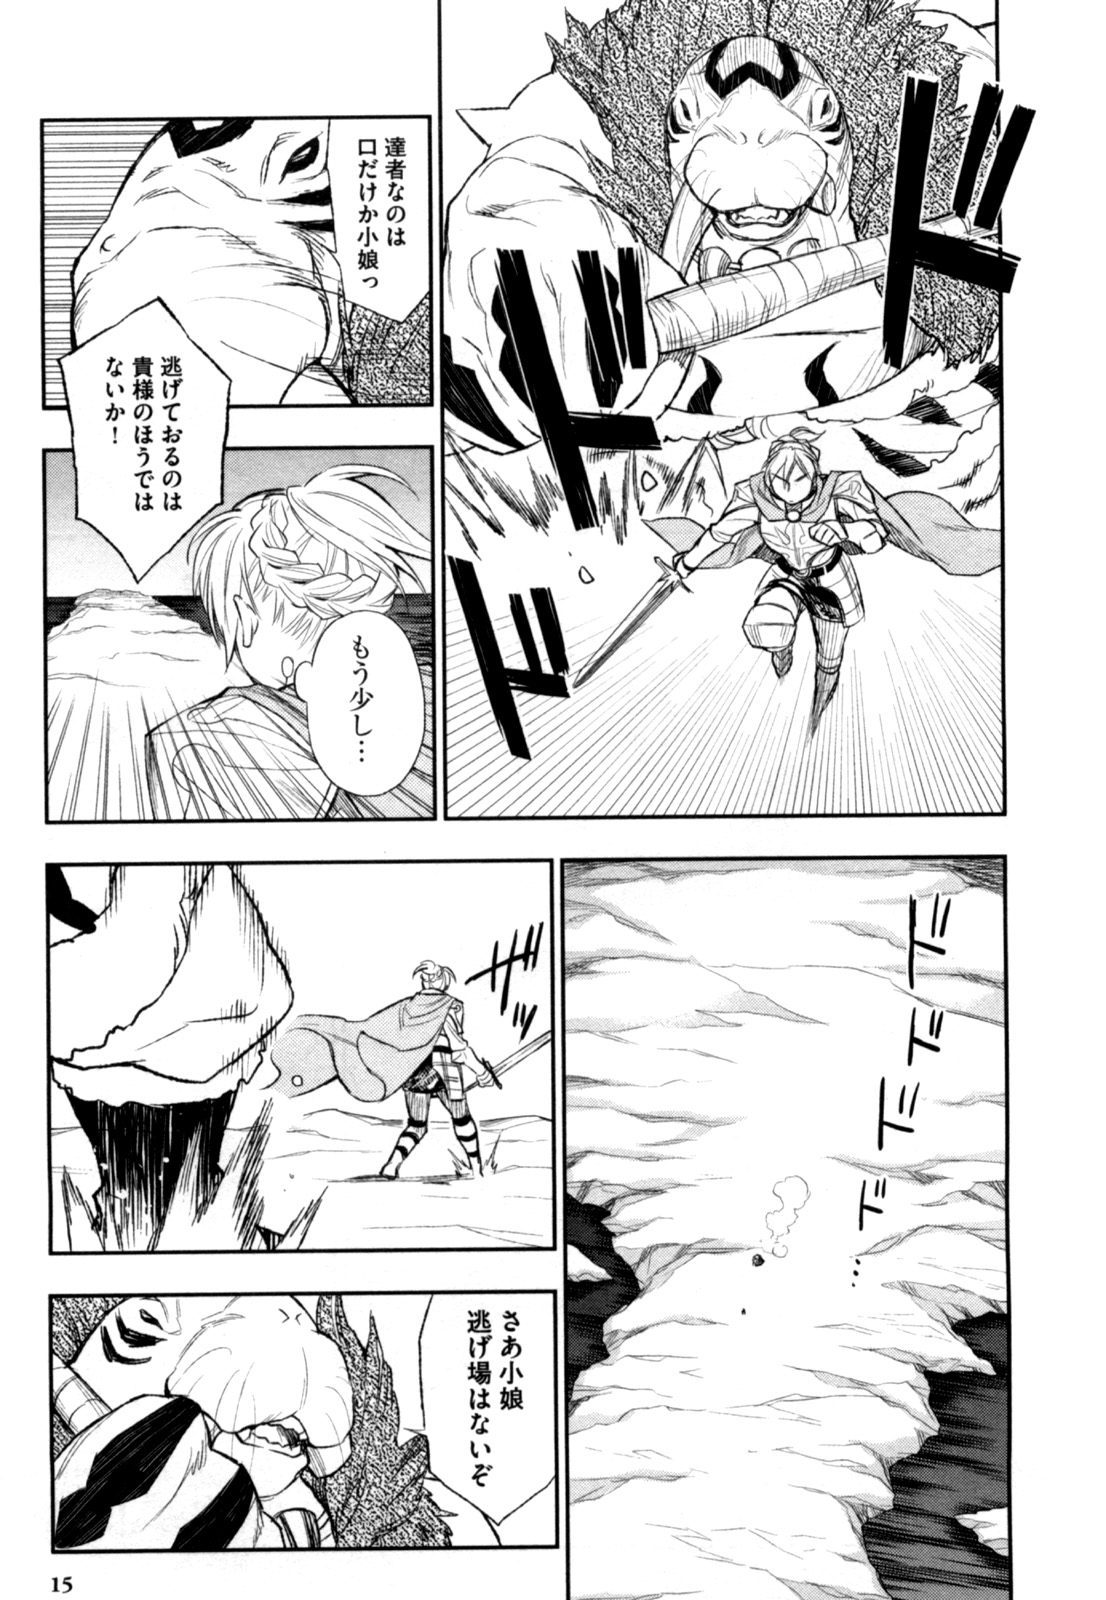 ドドド
達者なのは
口だけか小娘っ
逃げておるのは
貴様のほうでは
ないか！
もう少し…
ドドドド…
ザザッ
さあ小娘
逃げ場はないぞ
15